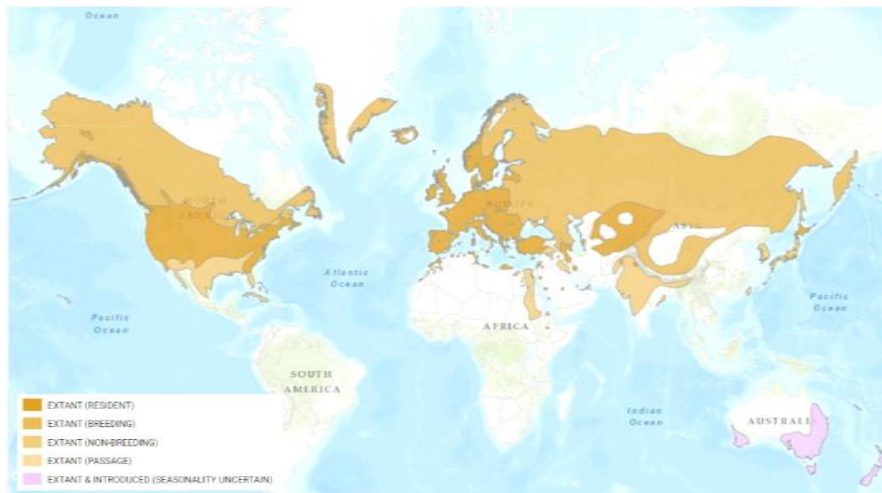 Ocean
NORTH
AMERICA
EUROPE
ASIA
Atlantic
Ocean
Pacific
Ocean
Pacific
Ocean
AFRICA
SOUTH
AMERICA
Indian
Ocean
AUSTRALI
EXTANT (RESIDENT)
EXTANT (BREEDING)
EXTANT (NON-BREEDING)
EXTANT (PASSAGE)
EXTANT & INTRODUCED (SEASONALITY UNCERTAIN)